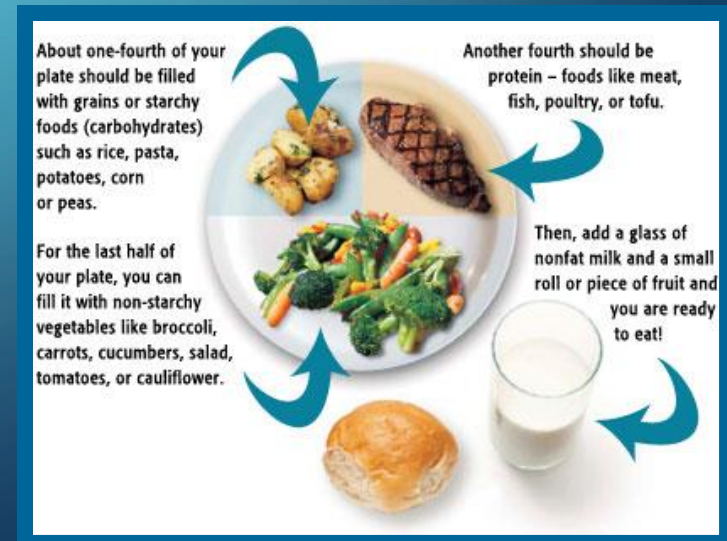 About one-fourth of your
plate should be filled
with grains or starchy
foods (carbohydrates)
such as rice, pasta,
potatoes, corn
or peas.
For the last half of
your plate, you can
fill it with non-starchy
vegetables like broccoli,
carrots, cucumbers, salad,
tomatoes, or cauliflower.
Another fourth should be
protein – foods like meat,
fish, poultry, or tofu.
Then, add a glass of
nonfat milk and a small
roll or piece of fruit and
you are ready
to eat!